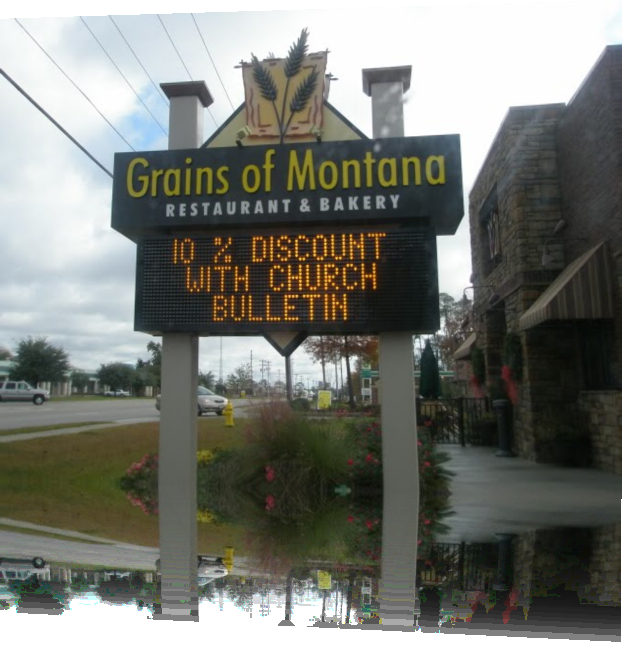 Grains of Montana
RESTAURANT & BAKERY
10 % DISCOUNT
WITH CHURCH
BULLETIN